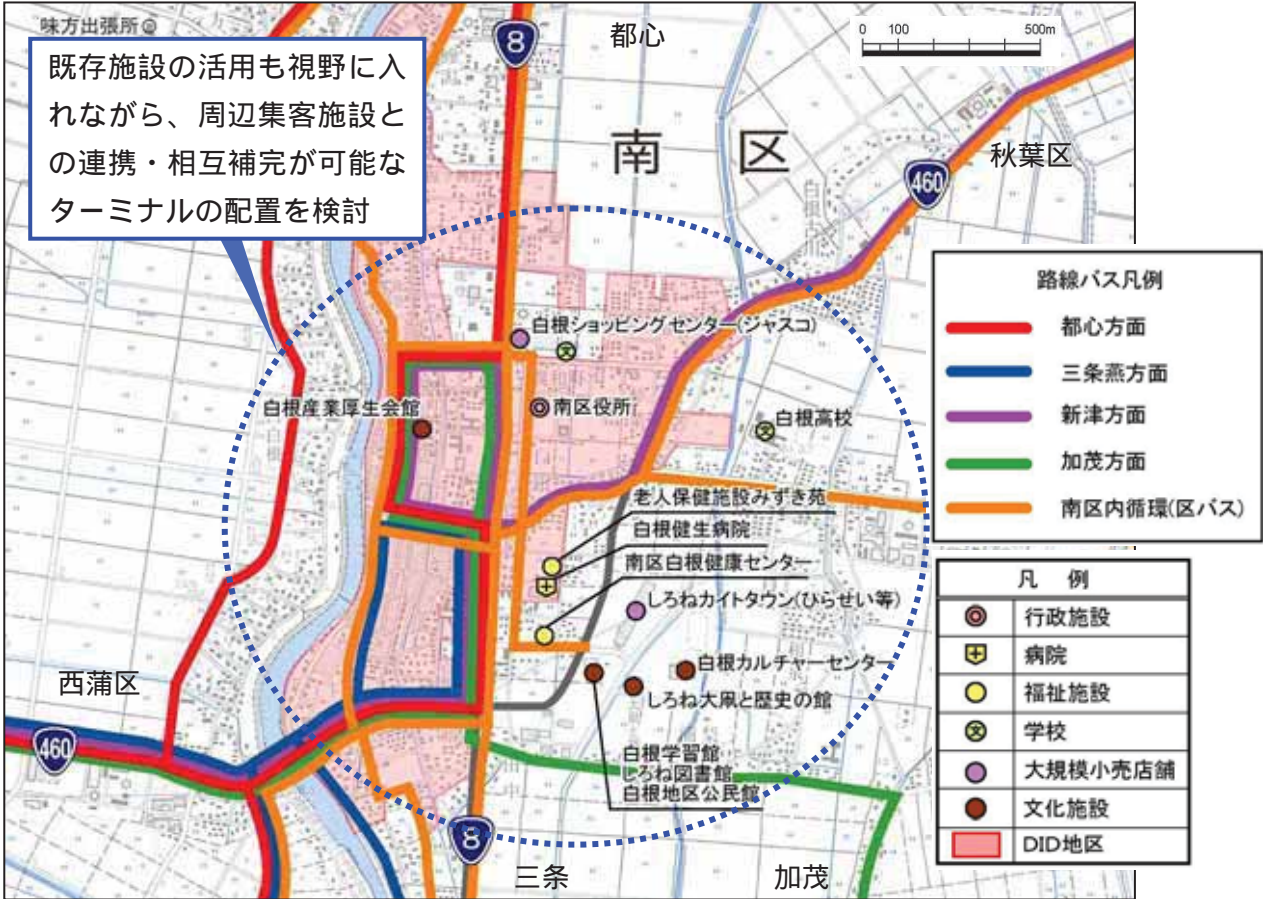 味方出張所
既存施設の活用も視野に入
れながら、周辺集客施設と
の連携・相互補完が可能な
ターミナルの配置を検討
8
都心
0 100 500m
南区
秋葉区
460
白根ショッピングセンター(ジャスコ)
白根産業厚生会館
南区役所
白根高校
老人保健施設みずき苑
白根健生病院
南区白根健康センター
しろねカイトタウン(ひらせい等)
白根カルチャーセンター
しろね大凧と歴史の館
白根学習館
しろね図書館
白根地区公民館
西蒲区
460
8
三条
加茂
路線バス凡例
都心方面
三条燕方面
新津方面
加茂方面
南区内循環(区バス)
凡例
行政施設
病院
福祉施設
学校
大規模小売店舗
文化施設
DID地区